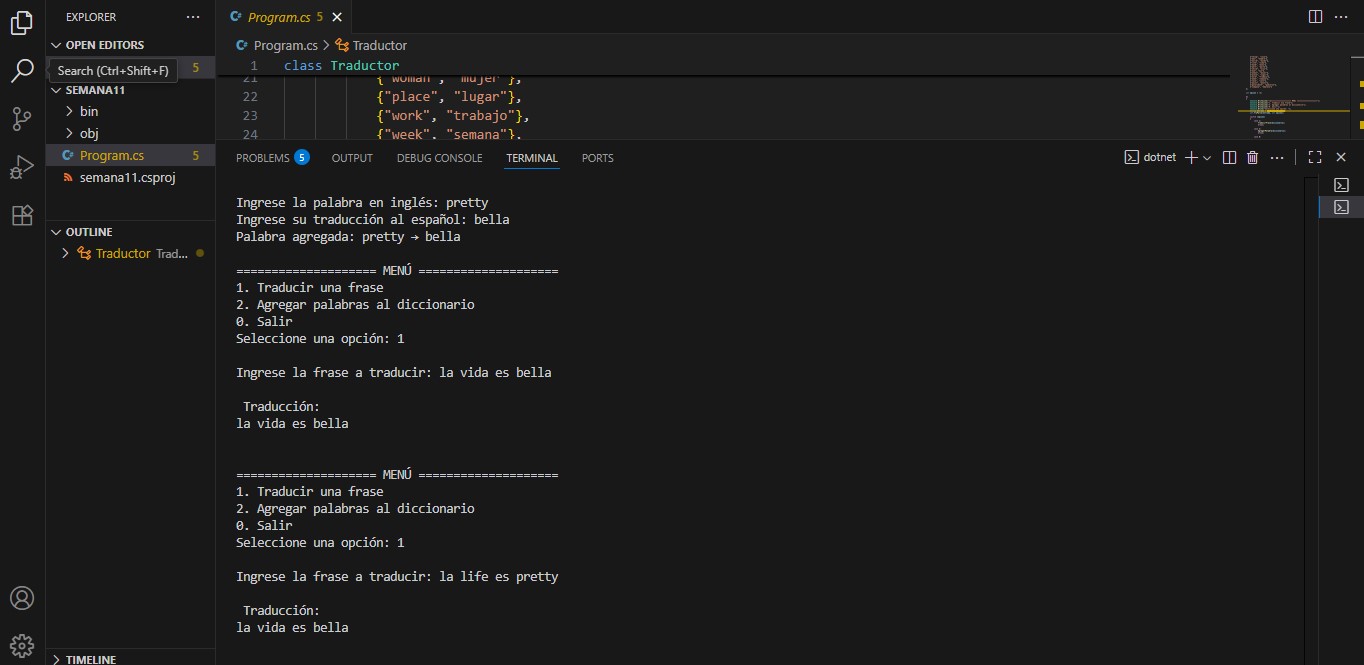 EXPLORER
OPEN EDITORS
Search (Ctrl+Shift+F)
5
SEMANA11
bin
obj
C# Program.cs 5
semana11.csproj
OUTLINE
Traductor Trad...
TIMELINE
C# Program.cs 5
C# Program.cs > Traductor
1 class Traductor
21 {"woman", "mujer"},
22 {"place", "lugar"},
23 {"work", "trabajo"},
24 {"week", "semana"},
PROBLEMS 5 OUTPUT DEBUG CONSOLE TERMINAL PORTS
dotnet
Ingrese la palabra en inglés: pretty
Ingrese su traducción al español: bella
Palabra agregada: pretty → bella
==================== MENÚ ====================
1. Traducir una frase
2. Agregar palabras al diccionario
0. Salir
Seleccione una opción: 1
Ingrese la frase a traducir: la vida es bella
Traducción:
la vida es bella
==================== MENÚ ====================
1. Traducir una frase
2. Agregar palabras al diccionario
0. Salir
Seleccione una opción: 1
Ingrese la frase a traducir: la life es pretty
Traducción:
la vida es bella